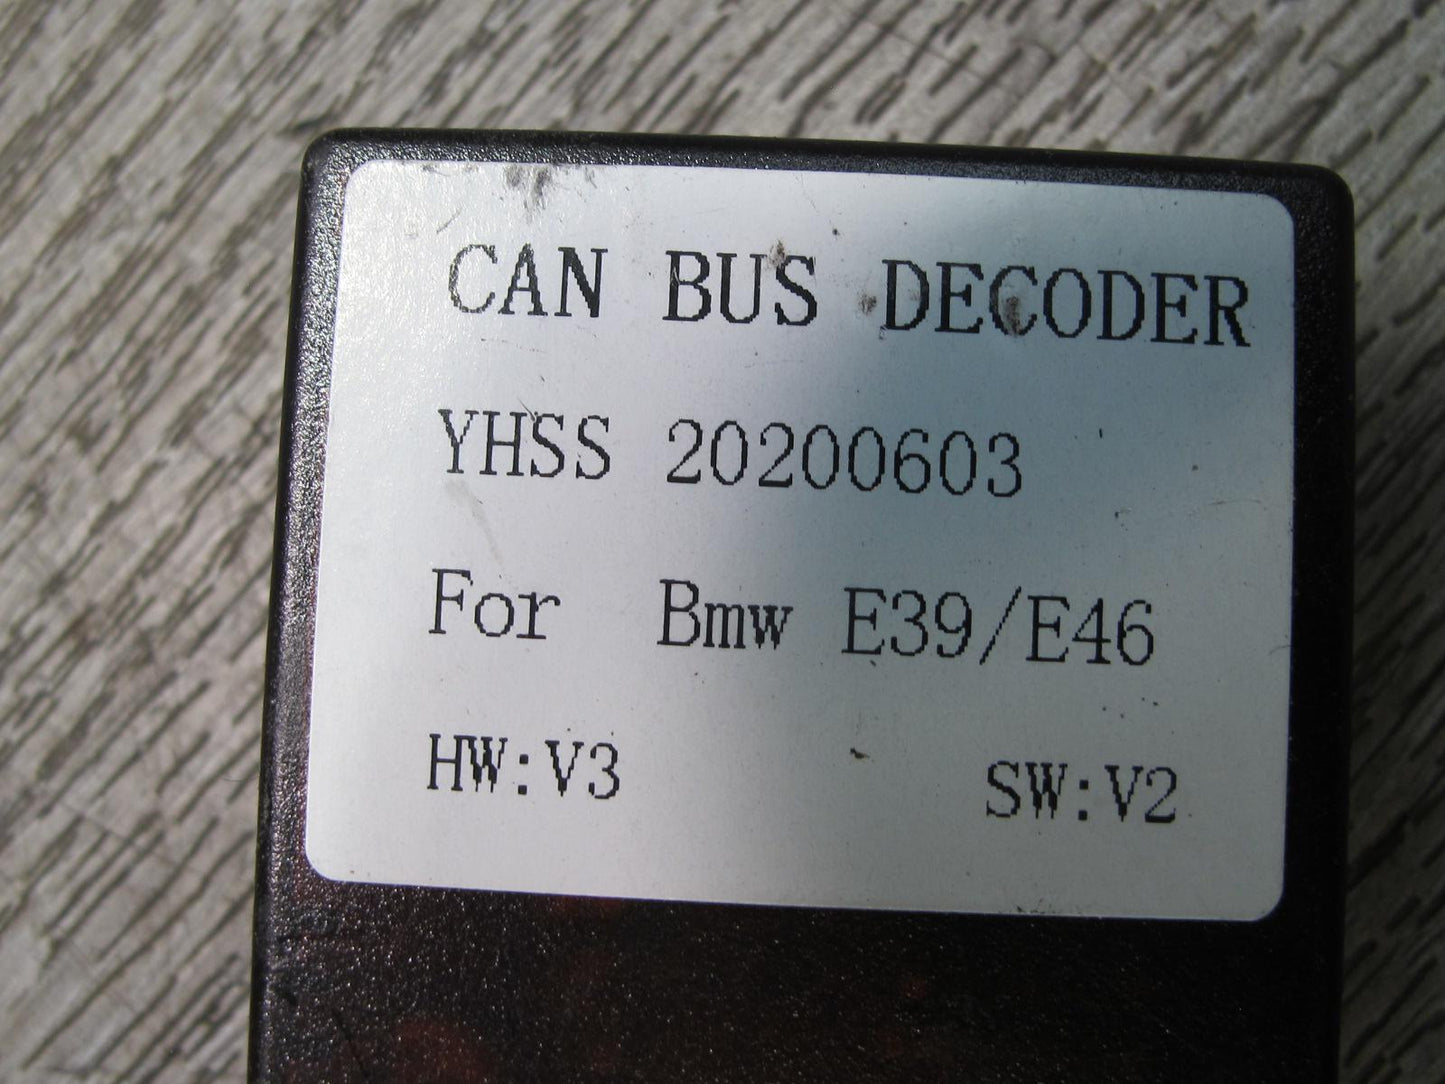 CAN BUS DECODER
YHSS 20200603
For Bmw E39/E46
HW:V3 SW:V2